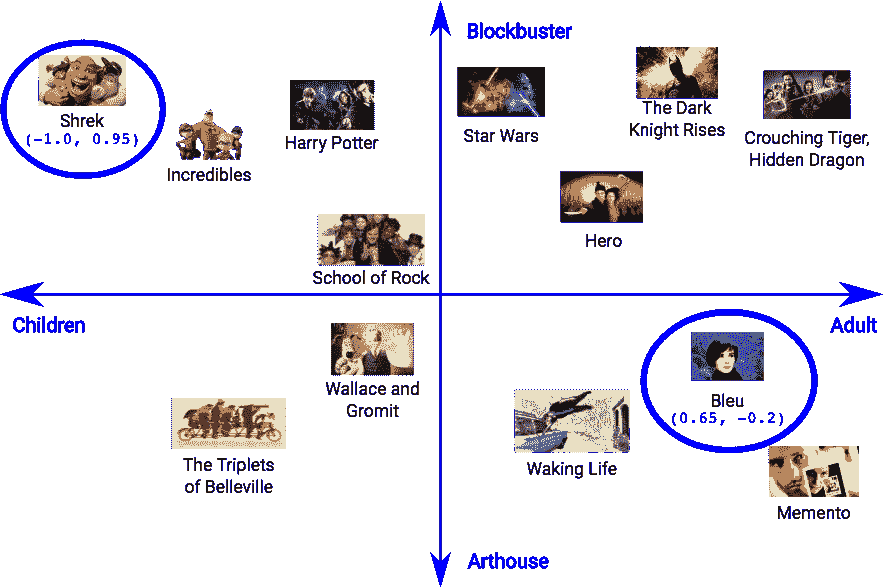 Blockbuster
Shrek
(-1.0, 0.95)
Incredibles
Harry Potter
Star Wars
The Dark
Knight Rises
Crouching Tiger,
Hidden Dragon
Hero
School of Rock
Children
Adult
Wallace and
Gromit
The Triplets
of Belleville
Waking Life
Bleu
(0.65, -0.2)
Memento
Arthouse